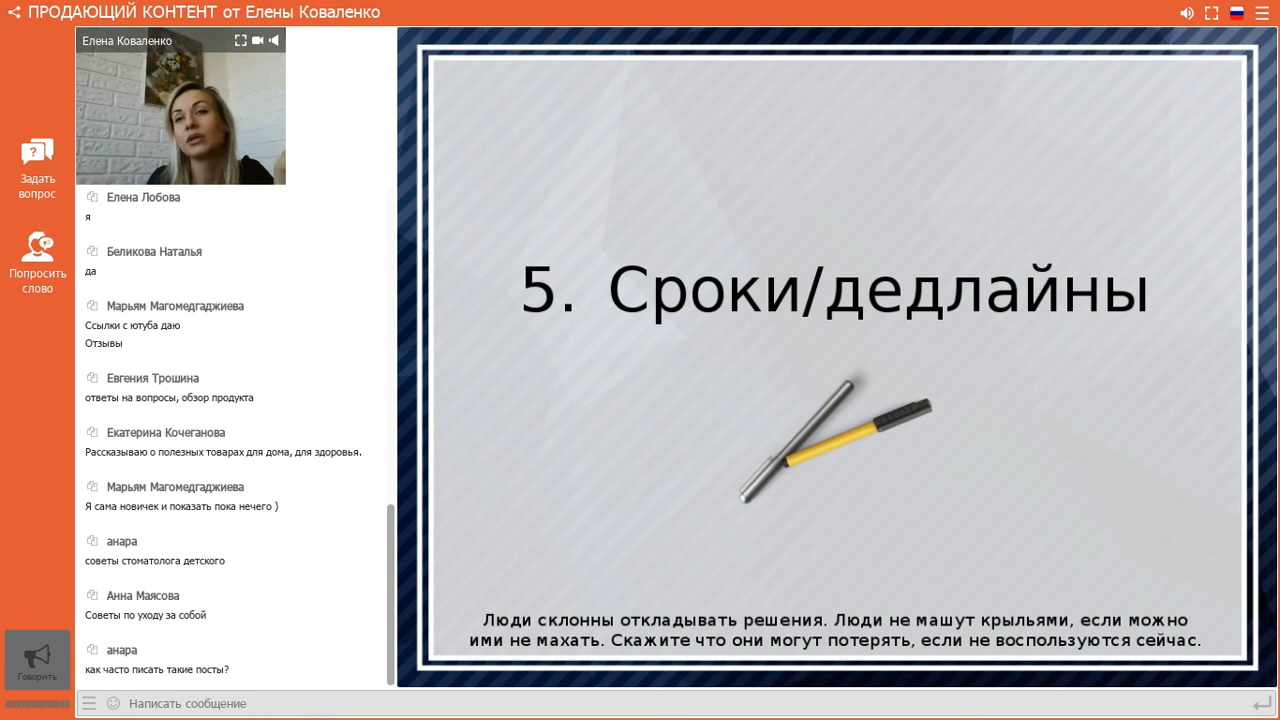 ПРОДАЮЩИЙ КОНТЕНТ от Елены Коваленко
Елена Коваленко
Задать
вопрос
Попросить
слово
Елена Лобова
я
Беликова Наталья
да
Марьям Магомедгаджиева
Ссылки с ютуба даю
Отзывы
Евгения Трошина
ответы на вопросы, обзор продукта
Екатерина Кочеганова
Рассказываю о полезных товарах для дома, для здоровья.
Марьям Магомедгаджиева
Я сама новичек и показать пока нечего )
анара
советы стоматолога детского
Анна Маясова
Советы по уходу за собой
анара
как часто писать такие посты?
Говорить
Написать сообщение
5. Сроки/дедлайны
Люди склонны откладывать решения. Люди не машут крыльями, если можно
ими не махать. Скажите что они могут потерять, если не воспользуются сейчас.